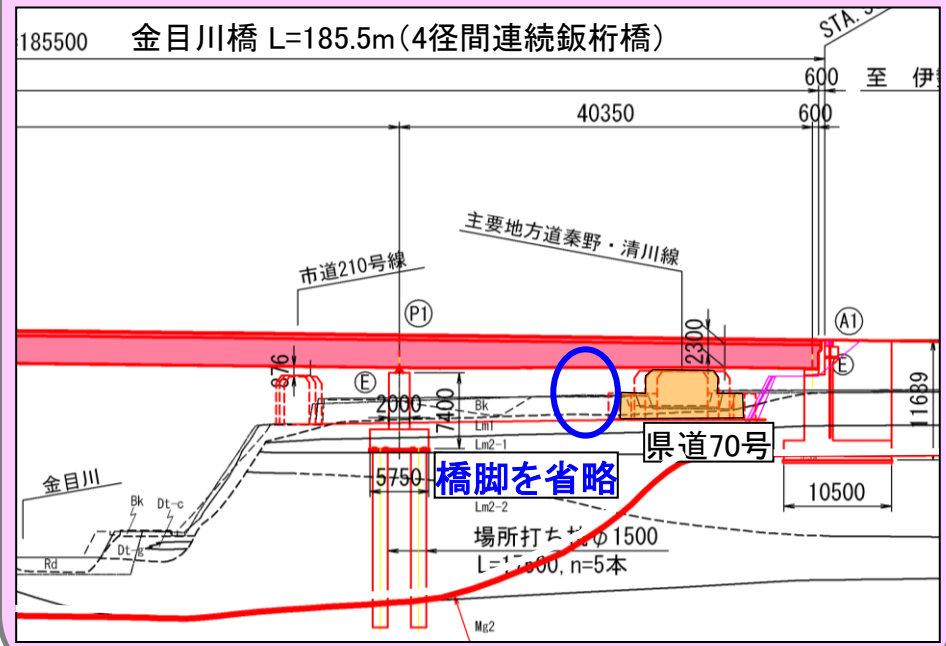 185500
金目川橋 L=185.5m(4径間連続鈑桁橋)
STA.
600
至 伊
40350
600
主要地方道秦野・清川線
市道210号線
P1
A1
2300
876
E
E
2000
7400
Bk
Lm1
Lm2-1
11689
県道70号
5750
橋脚を省略
10500
金目川
Bk
Dt-c
Lm2-2
Dt-g
Rd
場所打ち杭φ1500
n=5本
Mg2